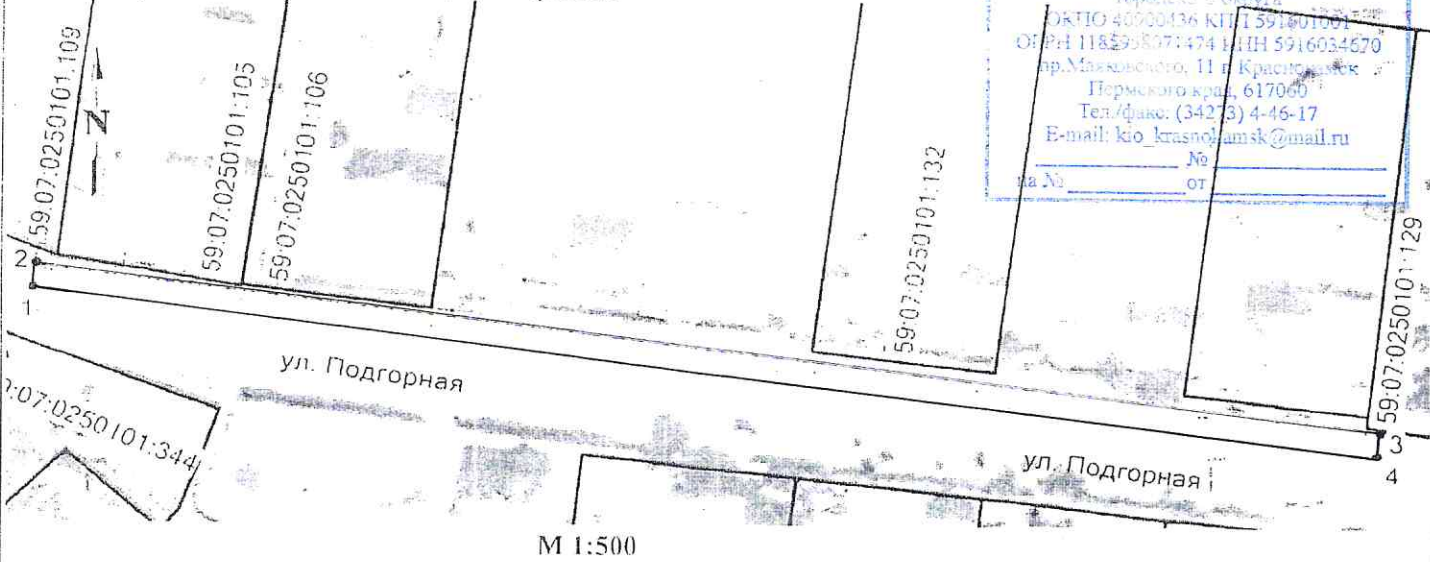 округа
ОКПО 40900436 КПП 591601001
ИНН 5916034670
пр.Маяковского, 11 г. Краснокамск
Пермского края, 617060
Тел./факс: (34273) 4-46-17
E-mail: kio_krasnokamsk@mail.ru
№
на № от
59:07:0250101:109
N
59:07:0250101:105
59:07:0250101:106
59:07:0250101:132
59:07:0250101:129
2
1
3
4
ул. Подгорная
:07:0250101:344
ул. Подгорная
М 1:500